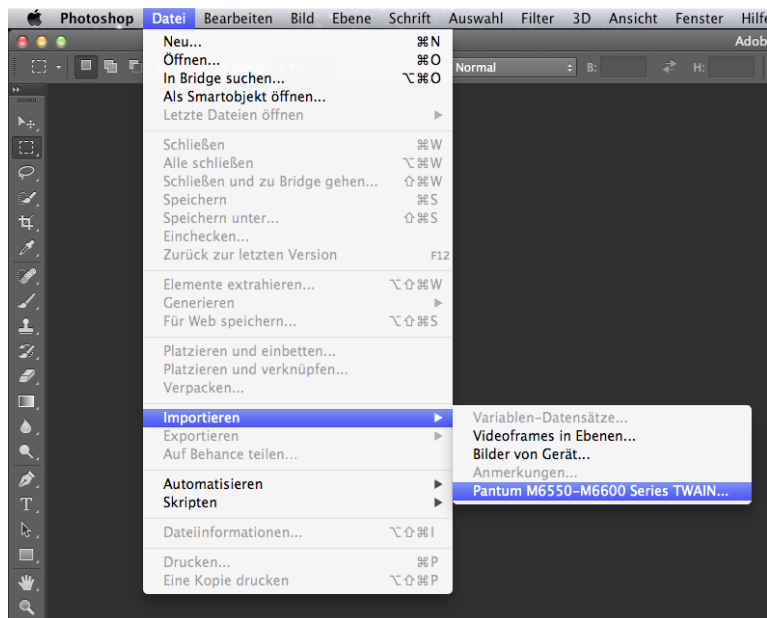 Photoshop Datei Bearbeiten Bild Ebene Schrift Auswahl Filter 3D Ansicht Fenster Hilfe
Adob
Normal B: H:
Neu... ⌘N
Öffnen... ⌘O
In Bridge suchen... ⌥⌘O
Als Smartobjekt öffnen...
Letzte Dateien öffnen
Schließen ⌘W
Alle schließen ⌥⌘W
Schließen und zu Bridge gehen... ⇧⌘W
Speichern ⌘S
Speichern unter... ⇧⌘S
Einchecken...
Zurück zur letzten Version F12
Elemente extrahieren... ⌥⇧⌘W
Generieren
Für Web speichern... ⌥⇧⌘S
Platzieren und einbetten...
Platzieren und verknüpfen...
Verpacken...
Importieren
Exportieren
Auf Behance teilen...
Automatisieren
Skripten
Dateiinformationen... ⌥⇧⌘I
Drucken... ⌘P
Eine Kopie drucken ⌥⇧⌘P
Variablen-Datensätze...
Videoframes in Ebenen...
Bilder von Gerät...
Anmerkungen...
Pantum M6550-M6600 Series TWAIN...